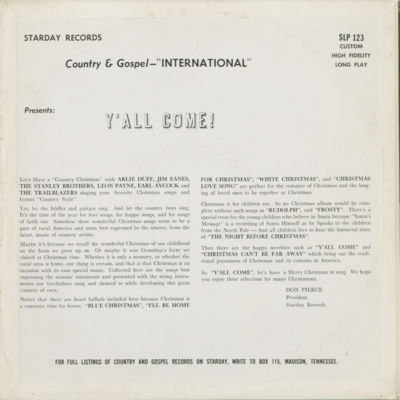 STARDAY RECORDS
SLP 123
CUSTOM
HIGH FIDELITY
LONG PLAY
Country & Gospel—"INTERNATIONAL"
Presents:
Y'ALL COME!
Let's Have a "Country Christmas" with ARLIE DUFF, JIM EANES,
THE STANLEY BROTHERS, LEON PAYNE, EARL AYCOCK and
THE TRAILBLAZERS singing your favorite Christmas songs and
hymns "Country Style".
Yes, let the fiddles and guitars ring. And let the country boys sing.
It's the time of the year for love songs, for happy songs, and for songs
of faith too. Somehow these wonderful Christmas songs seem to be a
part of rural America and seem best expressed by the sincere, from the
heart, music of country artists.
Maybe it's because we recall the wonderful Christmas of our childhood
on the farm we grew up on. Or maybe it was Grandma's farm we
visited at Christmas time. Whether it is only a memory, or whether the
rural area is home, one thing is certain, and that is that Christmas is an
occasion with its own special music. Collected here are the songs best
expressing the season' sentiments and presented with the string instru-
ments our forefathers sang and danced to while developing this great
country of ours.
Notice that there are heart ballads included here because Christmas is
a romantic time for lovers. "BLUE CHRISTMAS", "I'LL BE HOME
FOR CHRISTMAS", "WHITE CHRISTMAS", and "CHRISTMAS
LOVE SONG" are perfect for the romance of Christmas and the long-
ing of loved ones to be together at Christmas.
Christmas is for children too. So no Christmas album would be com-
plete without such songs as "RUDOLPH", and "FROSTY". There's a
special treat for the young children who believe in Santa because "Santa's
Message" is a recording of Santa Himself as he Speaks to the children
from the North Pole — And all children love to hear the immortal story
of "THE NIGHT BEFORE CHRISTMAS".
Then there are the happy novelties such as "Y'ALL COME" and
"CHRISTMAS CAN'T BE FAR AWAY" which bring out the tradi-
tional joyousness of Christmas and its customs in America.
So, "Y'ALL COME", let's have a Merry Christmas in song. We hope
you enjoy these selections for many Christmases.
DON PIERCE
President
Starday Records
FOR FULL LISTINGS OF COUNTRY AND GOSPEL RECORDS ON STARDAY, WRITE TO BOX 115, MADISON, TENNESSEE.